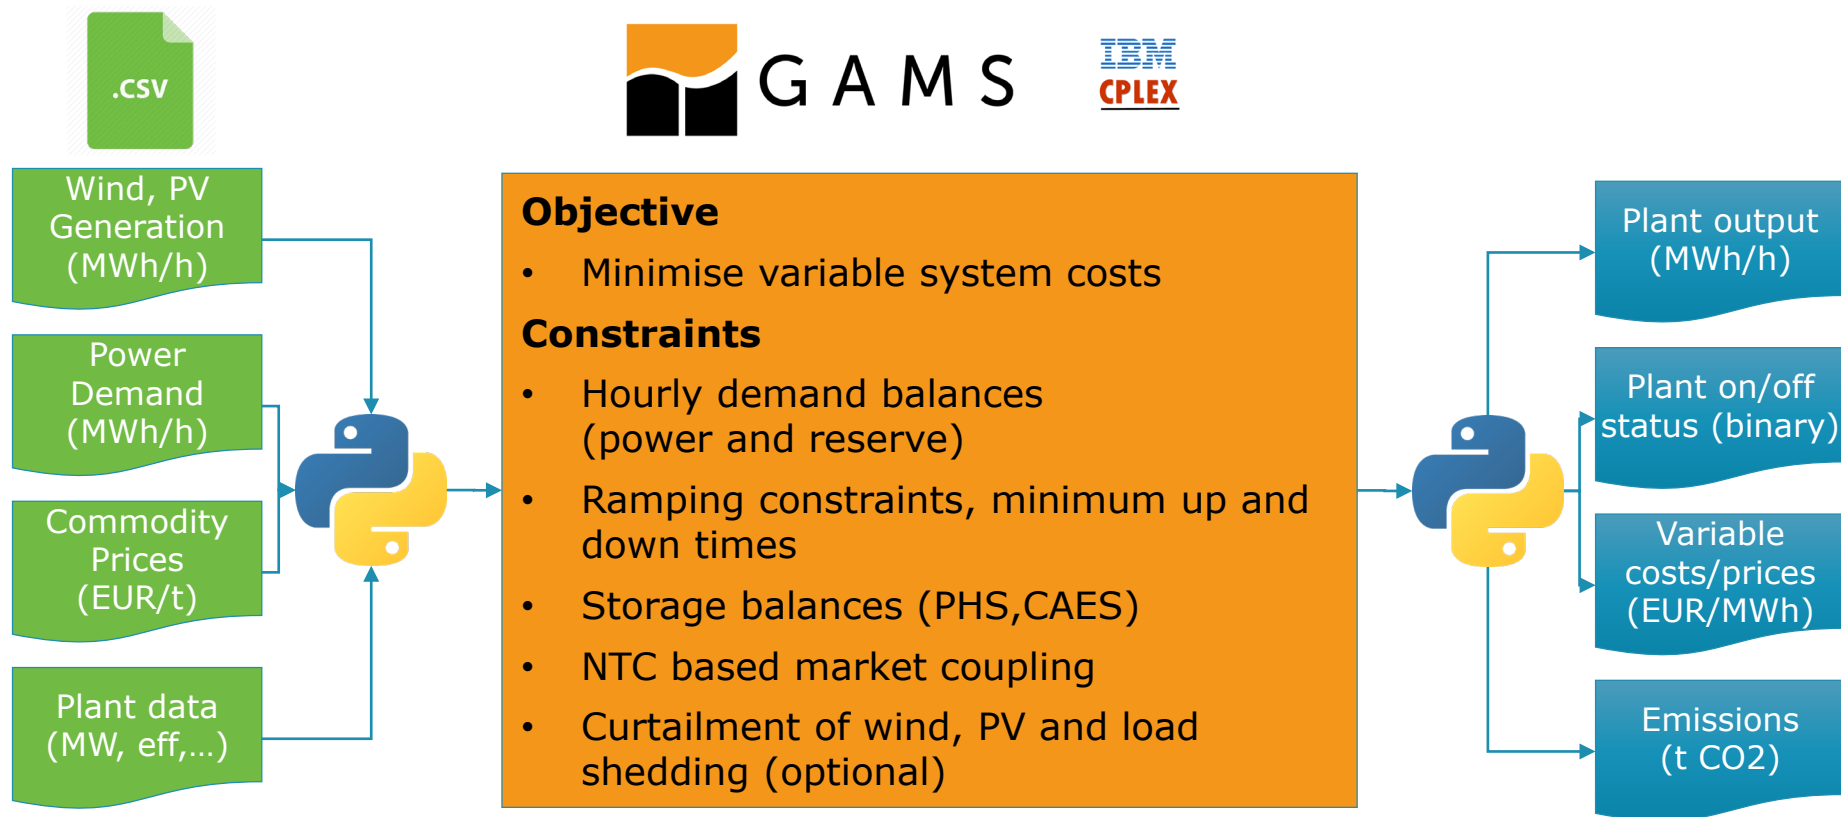 .CSV
GAMS
IBM
CPLEX
Wind, PV
Generation
(MWh/h)
Power
Demand
(MWh/h)
Commodity
Prices
(EUR/t)
Plant data
(MW, eff,…)
Objective
• Minimise variable system costs
Constraints
• Hourly demand balances
(power and reserve)
• Ramping constraints, minimum up and
down times
• Storage balances (PHS,CAES)
• NTC based market coupling
• Curtailment of wind, PV and load
shedding (optional)
Plant output
(MWh/h)
Plant on/off
status (binary)
Variable
costs/prices
(EUR/MWh)
Emissions
(t CO2)